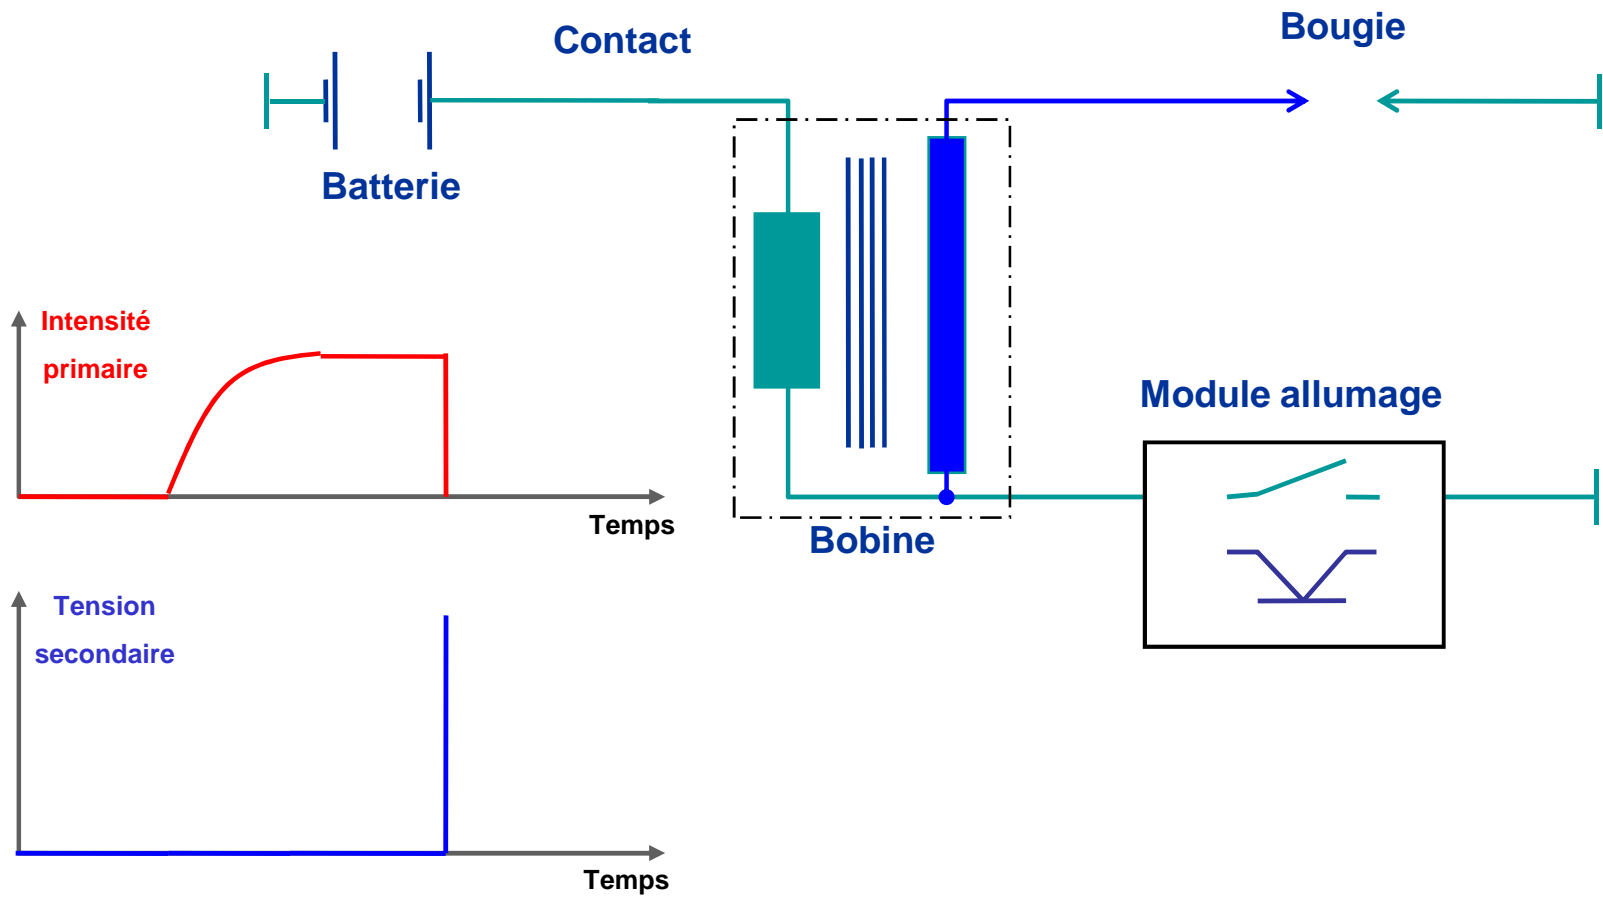 Contact
Bougie
Batterie
Intensité
primaire
Temps
Module allumage
Bobine
Tension
secondaire
Temps